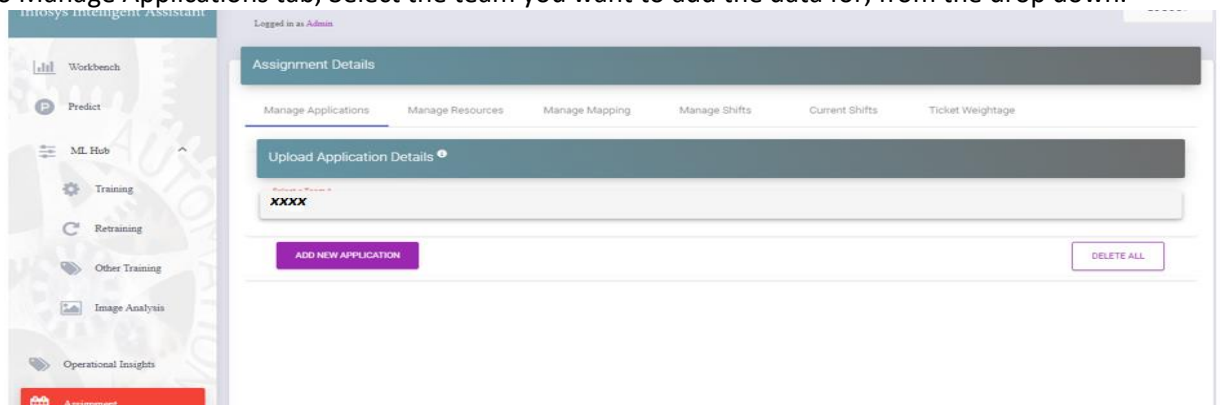 Manage Applications tab, Select the team you want to add the data for, from the drop down.
Infosys Intelligent Assistant
Logged in as Admin
Workbench
Predict
ML Hub
Training
Retraining
Other Training
Image Analysis
Operational Insights
Assignment
Assignment Details
Manage Applications Manage Resources Manage Mapping Manage Shifts Current Shifts Ticket Weightage
Upload Application Details
Select a Team *
xxxx
ADD NEW APPLICATION DELETE ALL